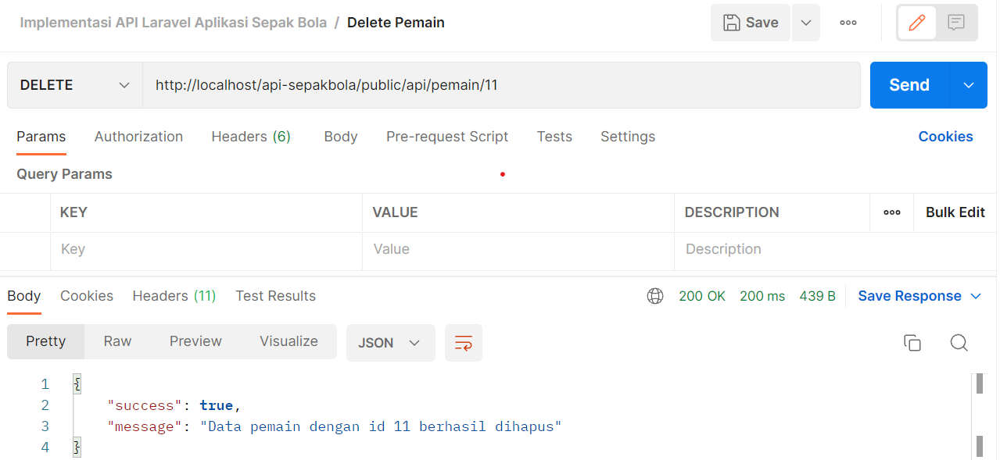 Implementasi API Laravel Aplikasi Sepak Bola / Delete Pemain Save
DELETE http://localhost/api-sepakbola/public/api/pemain/11 Send
Params Authorization Headers (6) Body Pre-request Script Tests Settings Cookies
Query Params
KEY VALUE DESCRIPTION Bulk Edit
Key Value Description
Body Cookies Headers (11) Test Results 200 OK 200 ms 439 B Save Response
Pretty Raw Preview Visualize JSON
1 {
2 "success": true,
3 "message": "Data pemain dengan id 11 berhasil dihapus"
4 }